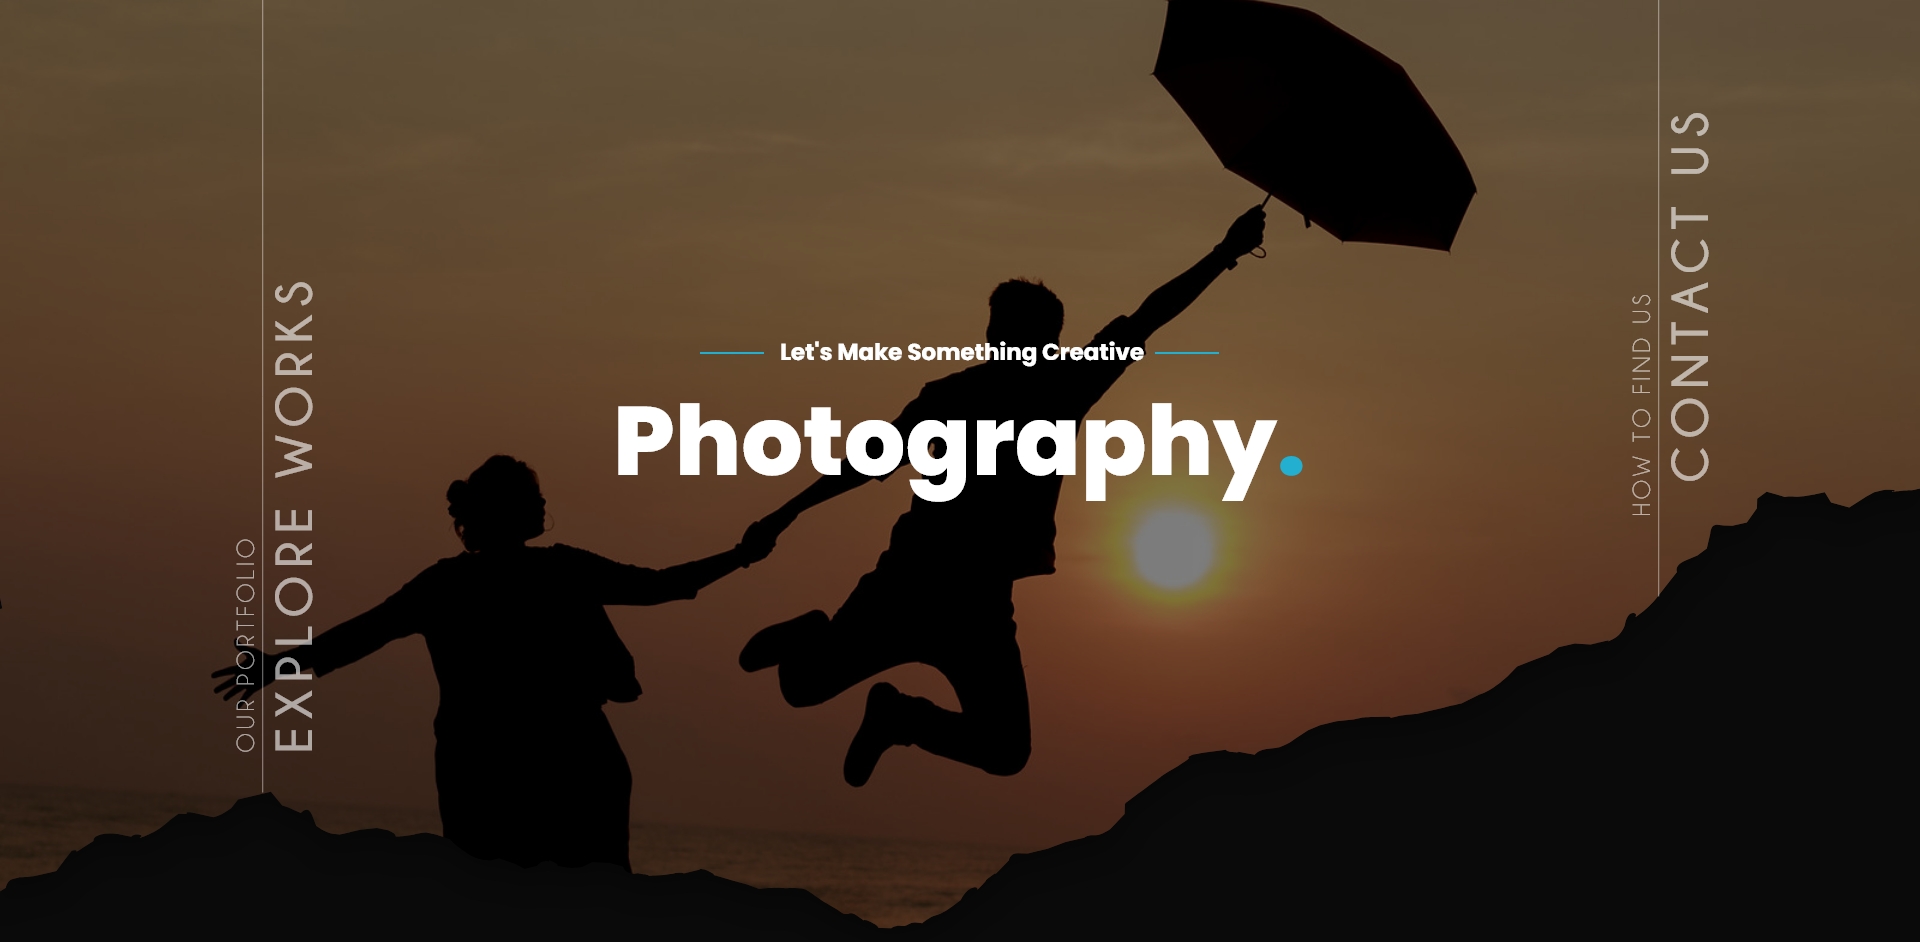 OUR PORTFOLIO
EXPLORE WORKS
Let's Make Something Creative
Photography.
HOW TO FIND US
CONTACT US